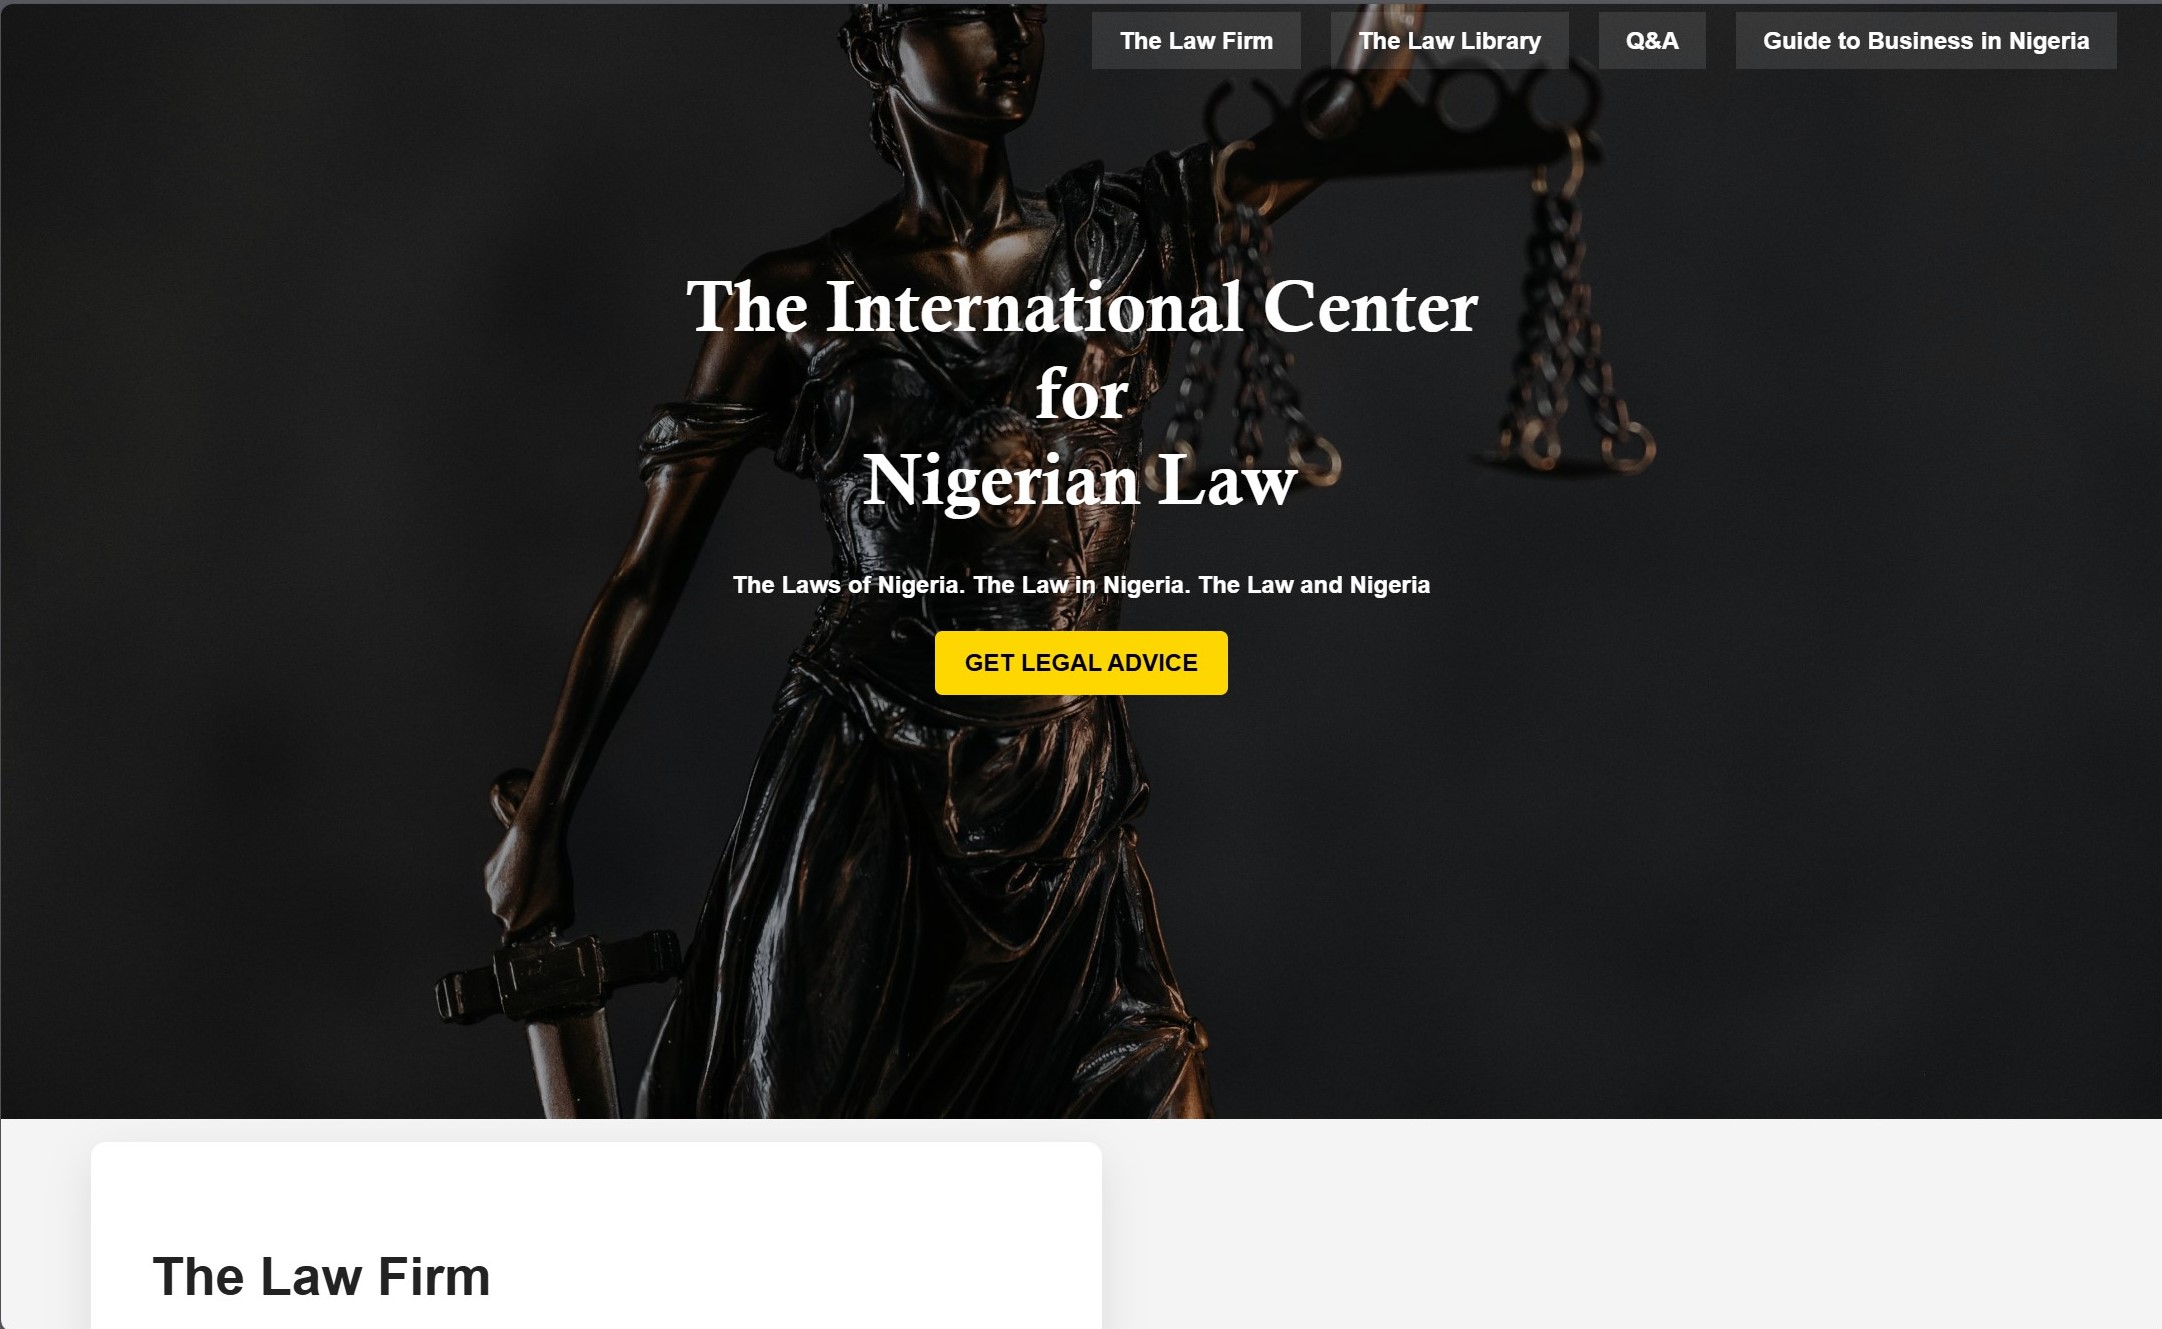 The Law Firm
The Law Library
Q&A
Guide to Business in Nigeria
The International Center
for
Nigerian Law
The Laws of Nigeria. The Law in Nigeria. The Law and Nigeria
GET LEGAL ADVICE
The Law Firm